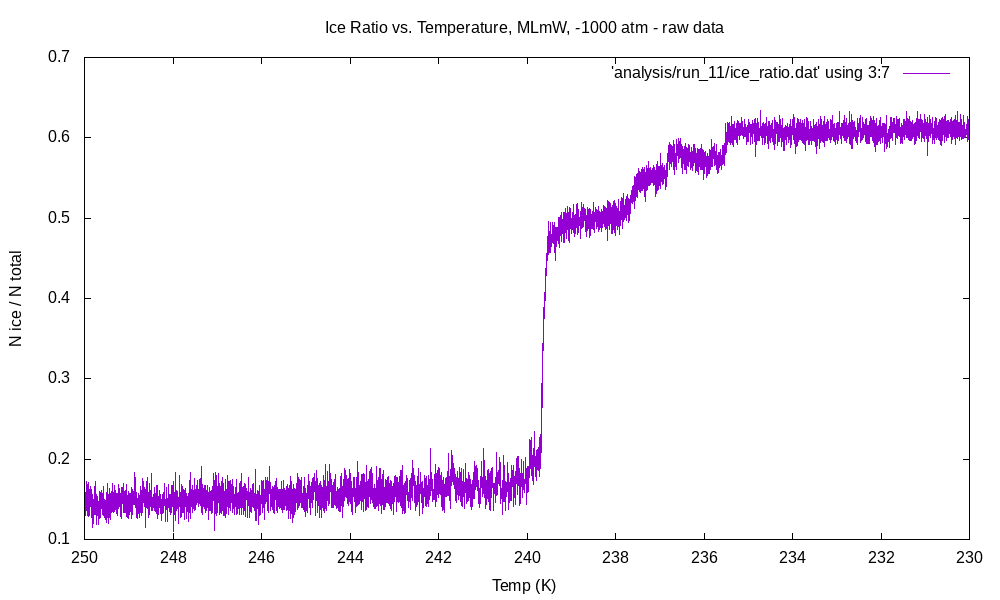 Ice Ratio vs. Temperature, MLmW, -1000 atm - raw data
'analysis/run_11/ice_ratio.dat' using 3:7
N ice / N total
0.7
0.6
0.5
0.4
0.3
0.2
0.1
250 248 246 244 242 240 238 236 234 232 230
Temp (K)